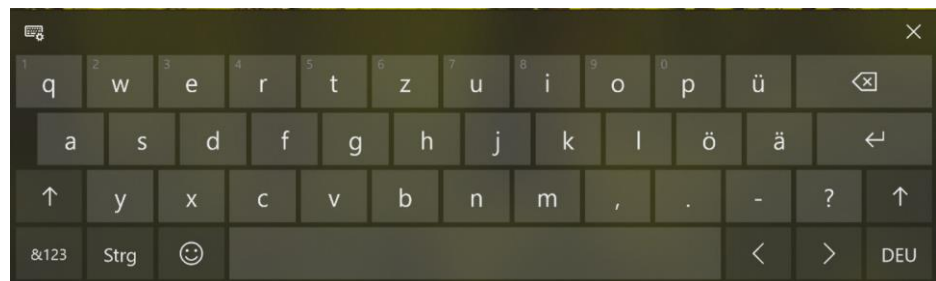 1 2 3 4 5 6 7 8 9 0
q w e r t z u i o p ü
a s d f g h j k l ö ä
y x c v b n m , . - ?
&123 Strg < > DEU